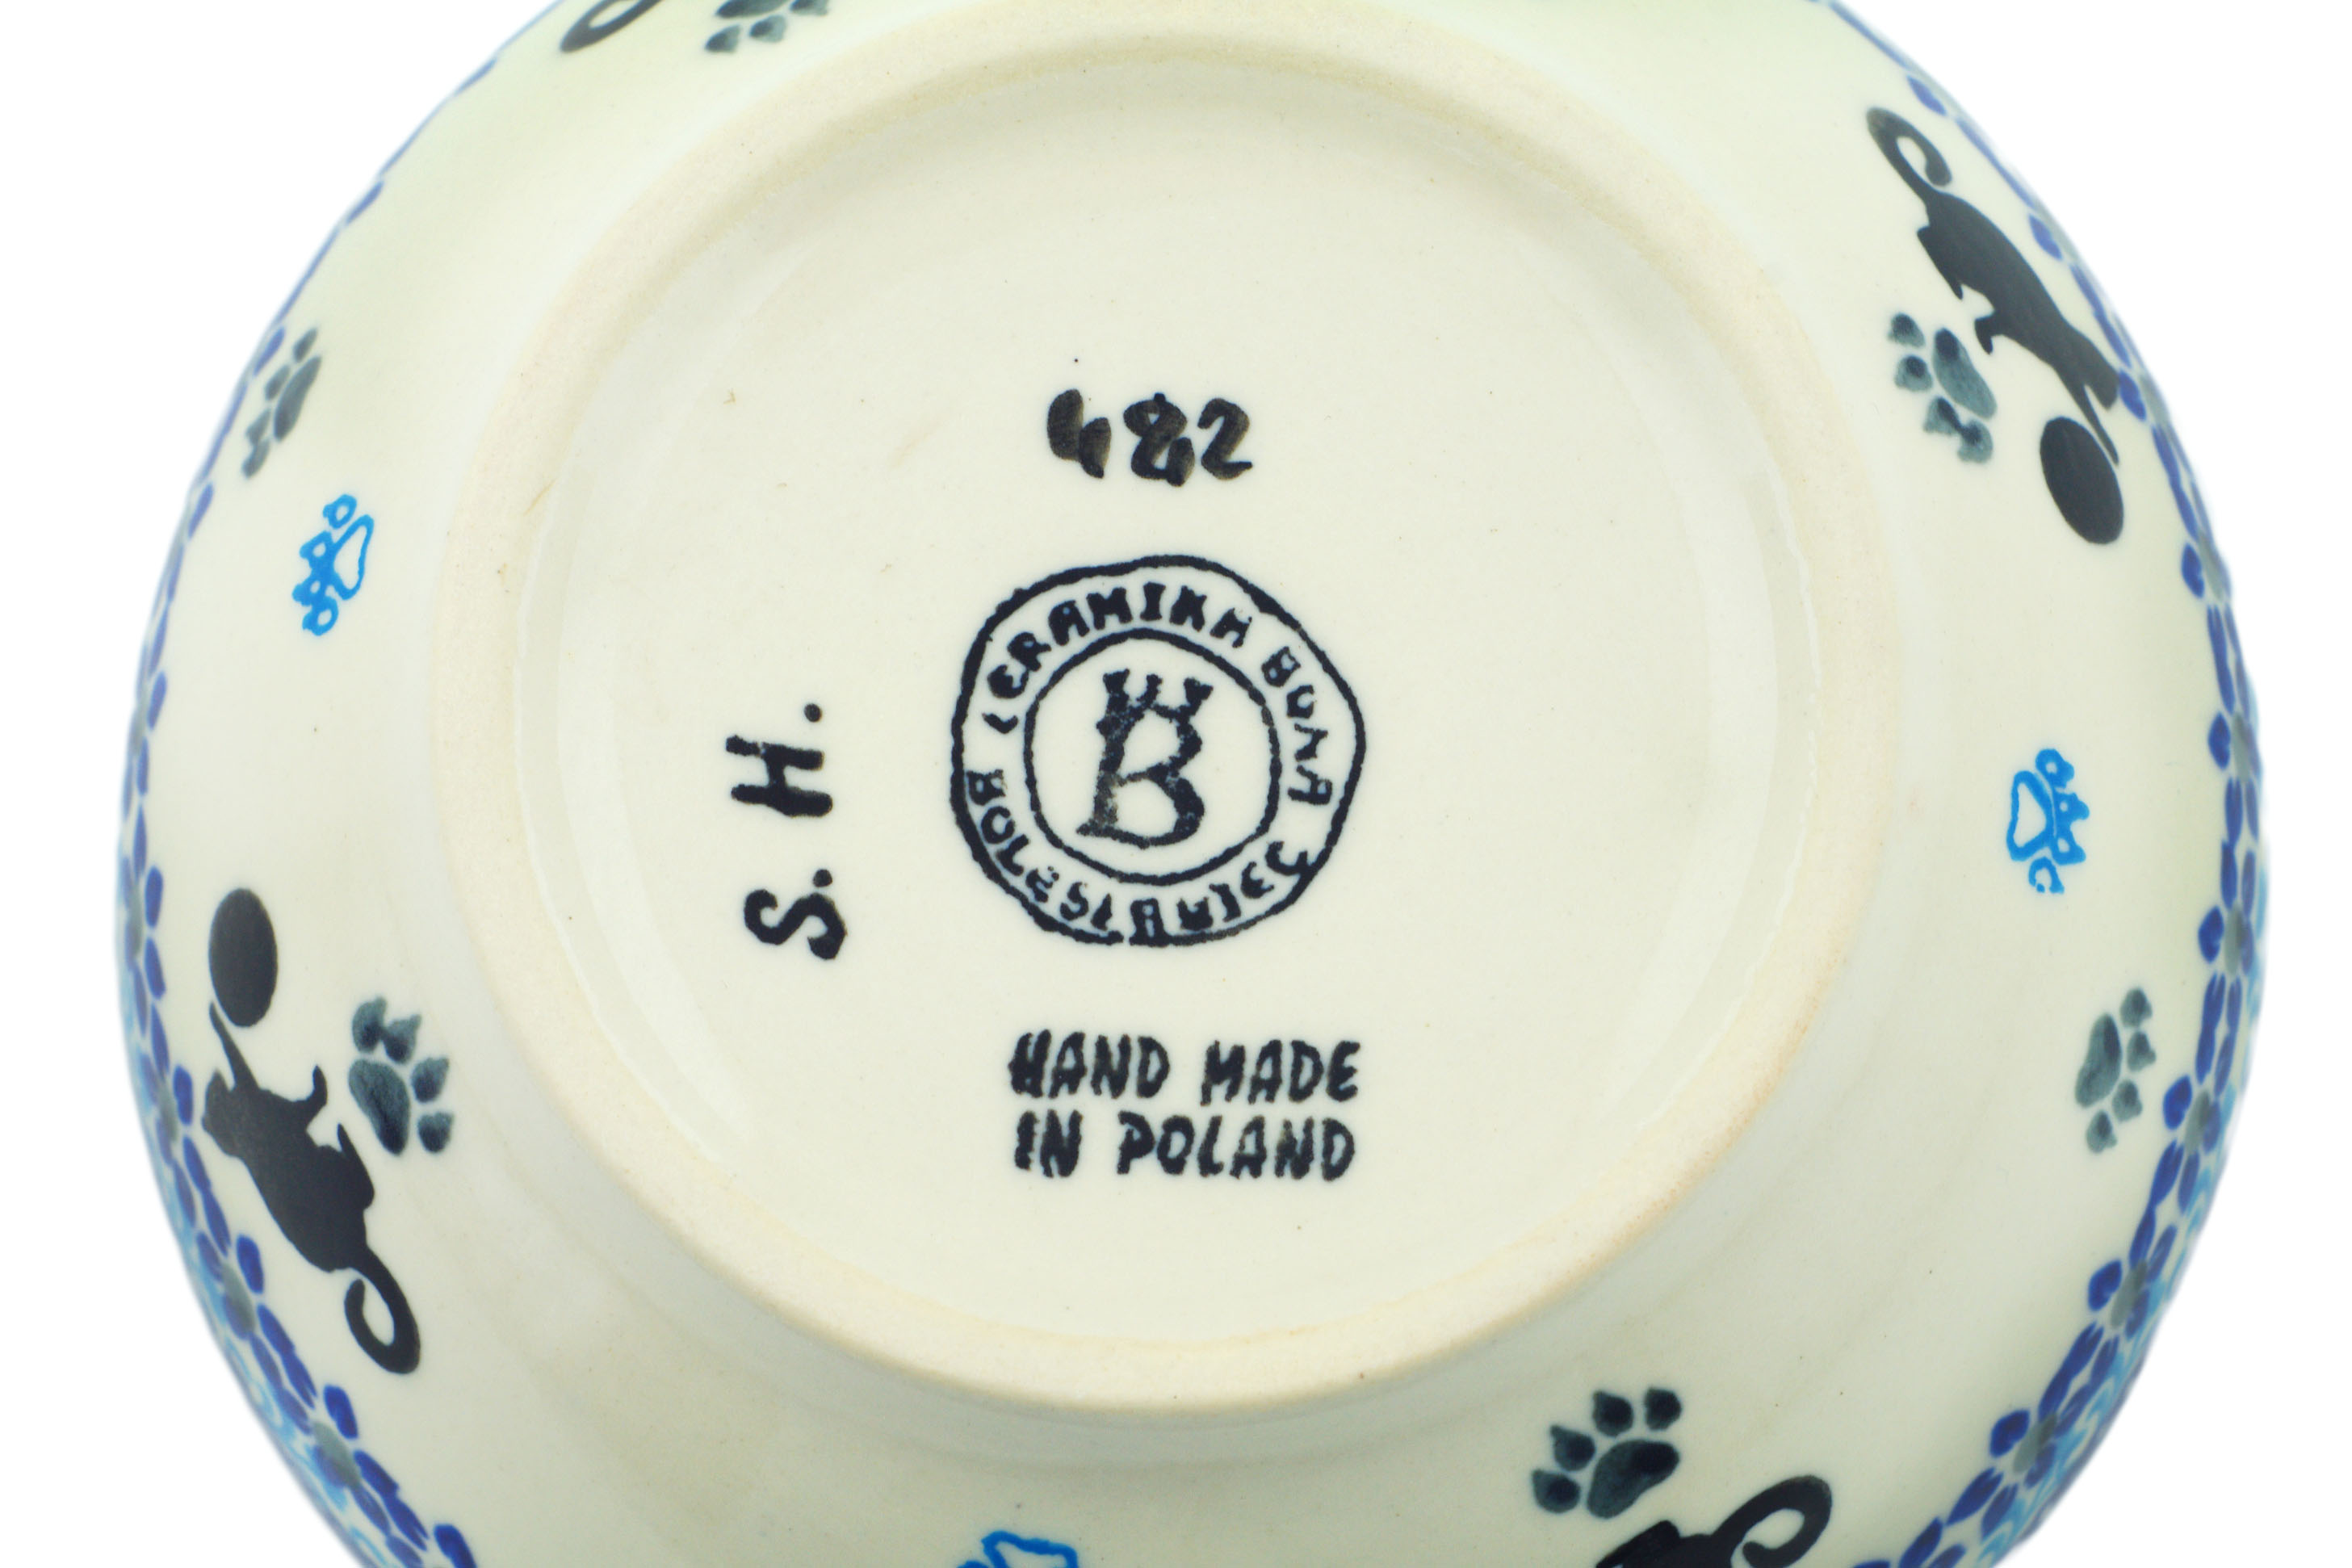 482
CERAMIKA BONA
BOLESŁAWIEC
B
S. H.
HAND MADE
IN POLAND